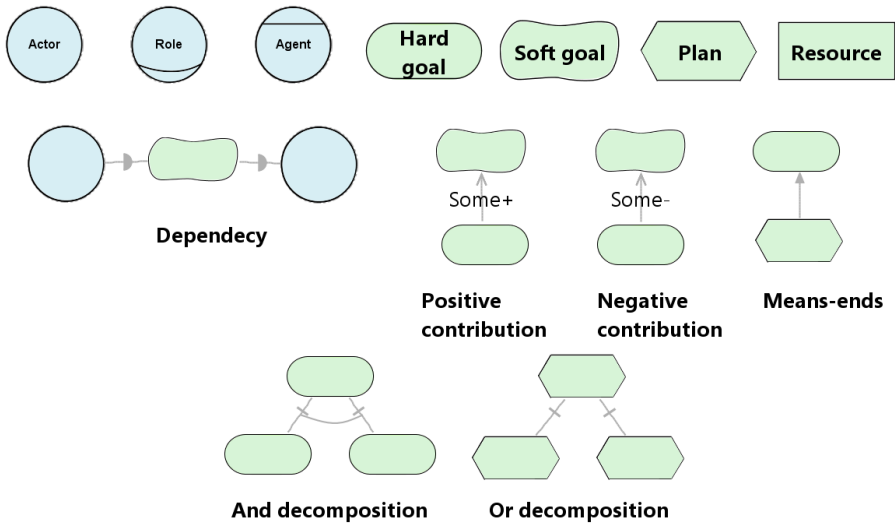 Actor
Role
Agent
Hard
goal
Soft goal
Plan
Resource
Dependecy
Some+
Some-
Positive
contribution
Negative
contribution
Means-ends
And decomposition
Or decomposition